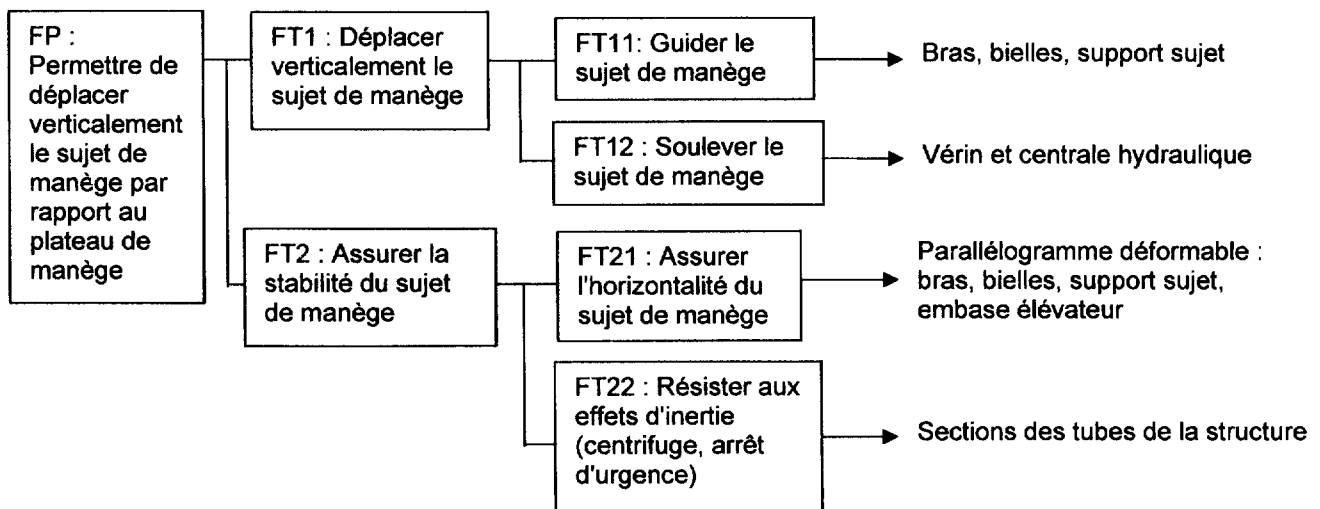 FP :
Permettre de
déplacer
verticalement
le sujet de
manège par
rapport au
plateau de
manège
FT1 : Déplacer
verticalement le
sujet de manège
FT11: Guider le
sujet de manège
Bras, bielles, support sujet
FT12 : Soulever le
sujet de manège
Vérin et centrale hydraulique
FT2 : Assurer la
stabilité du sujet
de manège
FT21 : Assurer
l'horizontalité du
sujet de manège
Parallélogramme déformable :
bras, bielles, support sujet,
embase élévateur
FT22 : Résister aux
effets d'inertie
(centrifuge, arrêt
d'urgence)
Sections des tubes de la structure